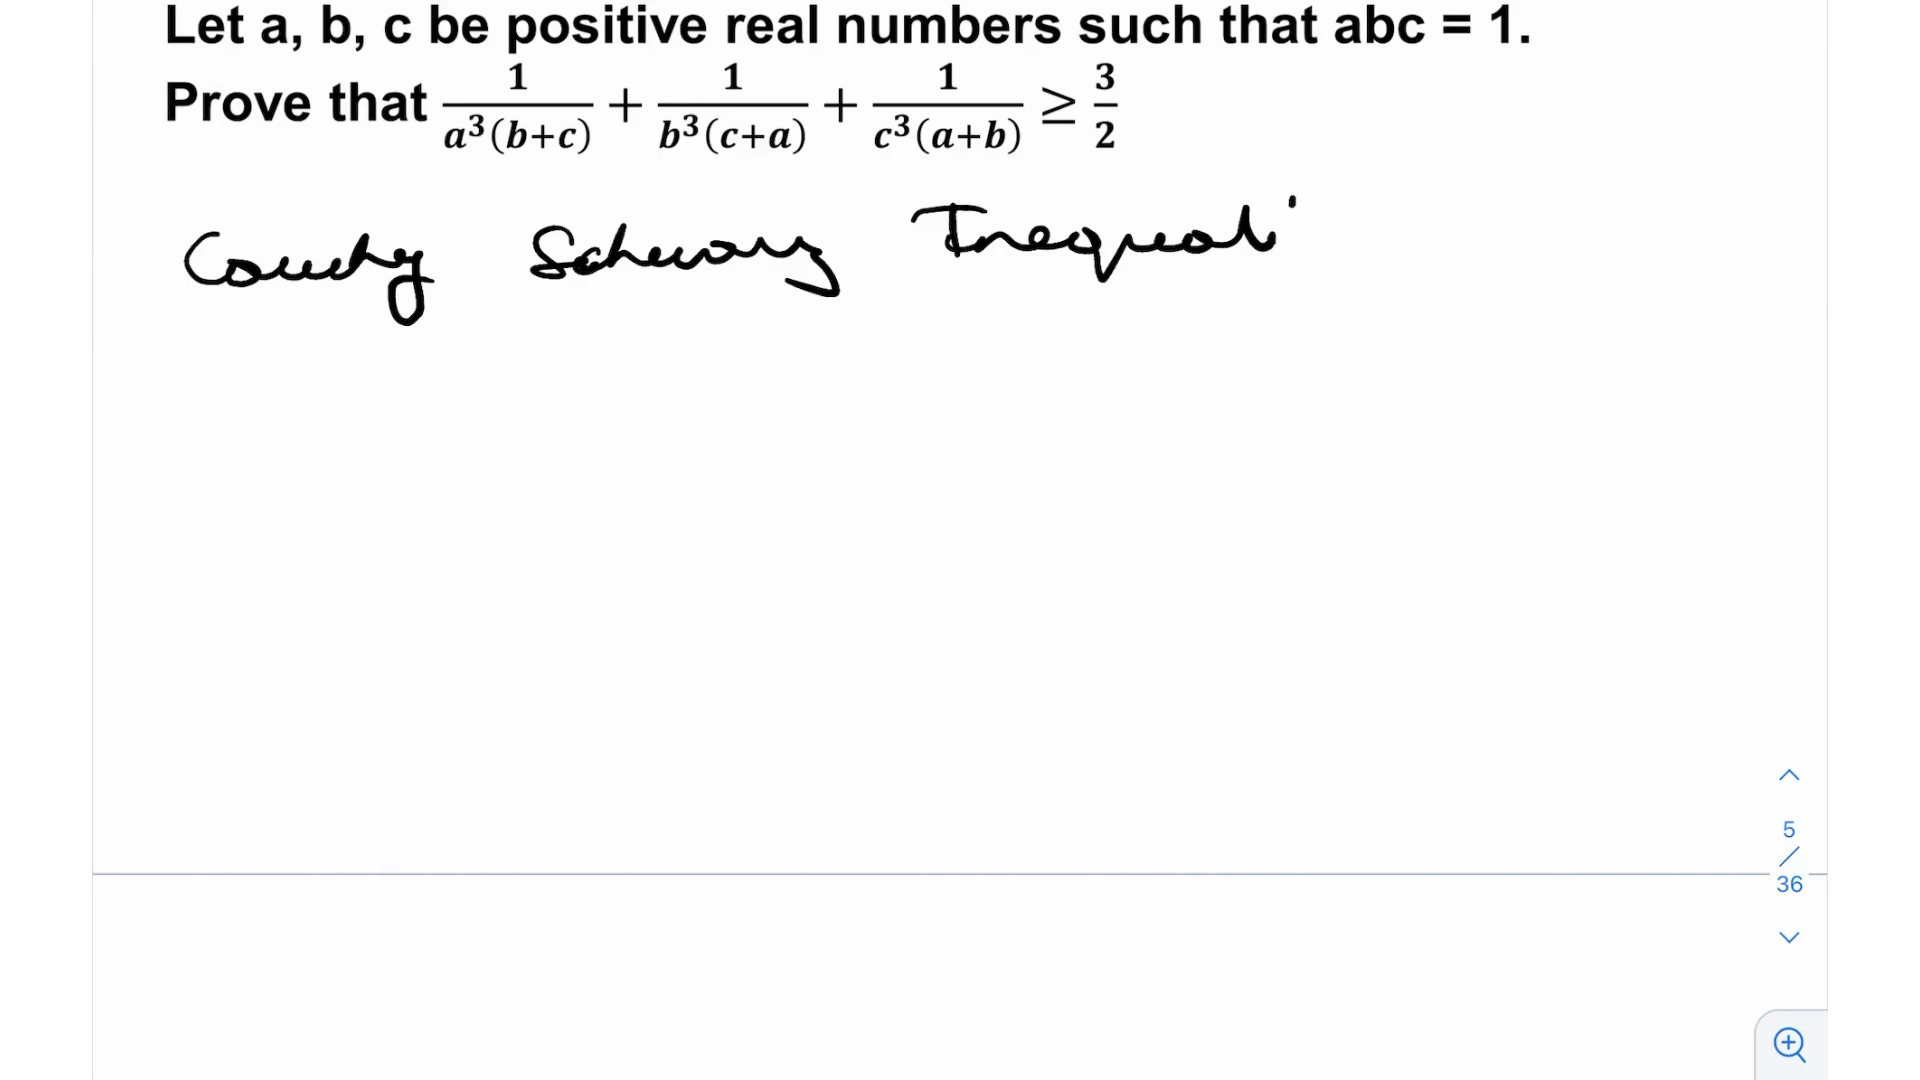 Let a, b, c be positive real numbers such that abc = 1.
Prove that 1/a³(b+c) + 1/b³(c+a) + 1/c³(a+b) ≥ 3/2
Cauchy Schwarz Inequali
5
/
36